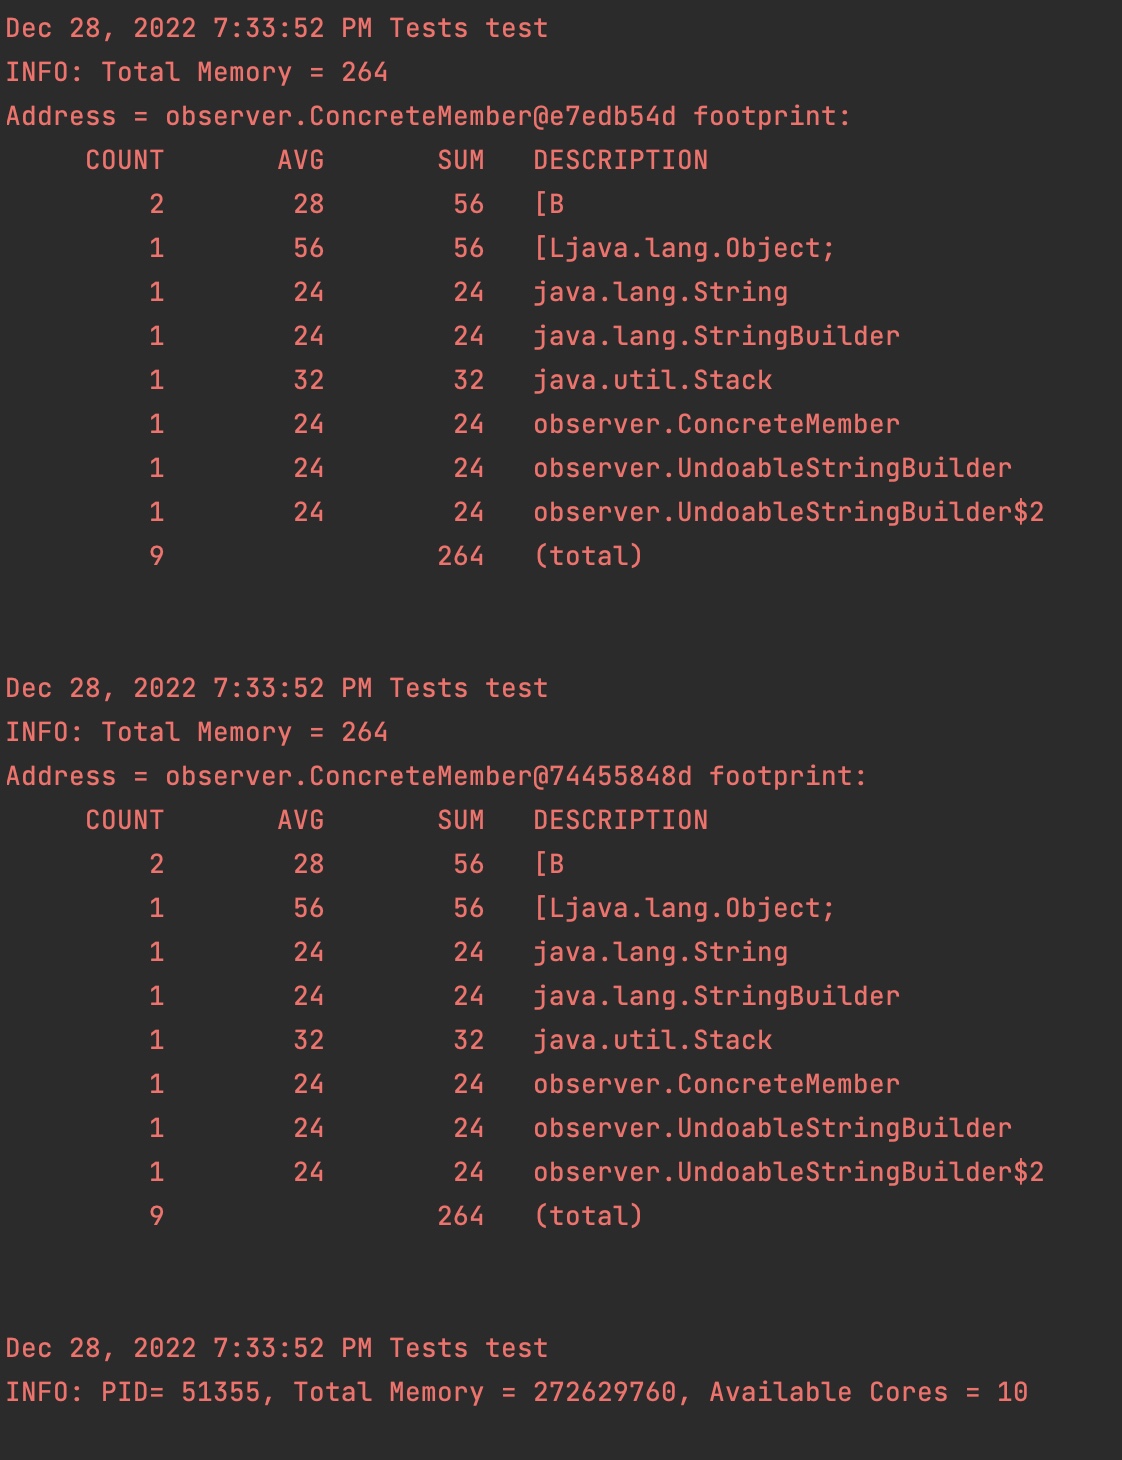 Dec 28, 2022 7:33:52 PM Tests test
INFO: Total Memory = 264
Address = observer.ConcreteMember@e7edb54d footprint:
     COUNT       AVG       SUM   DESCRIPTION
         2        28        56   [B
         1        56        56   [Ljava.lang.Object;
         1        24        24   java.lang.String
         1        24        24   java.lang.StringBuilder
         1        32        32   java.util.Stack
         1        24        24   observer.ConcreteMember
         1        24        24   observer.UndoableStringBuilder
         1        24        24   observer.UndoableStringBuilder$2
         9                 264   (total)
Dec 28, 2022 7:33:52 PM Tests test
INFO: Total Memory = 264
Address = observer.ConcreteMember@74455848d footprint:
     COUNT       AVG       SUM   DESCRIPTION
         2        28        56   [B
         1        56        56   [Ljava.lang.Object;
         1        24        24   java.lang.String
         1        24        24   java.lang.StringBuilder
         1        32        32   java.util.Stack
         1        24        24   observer.ConcreteMember
         1        24        24   observer.UndoableStringBuilder
         1        24        24   observer.UndoableStringBuilder$2
         9                 264   (total)
Dec 28, 2022 7:33:52 PM Tests test
INFO: PID= 51355, Total Memory = 272629760, Available Cores = 10